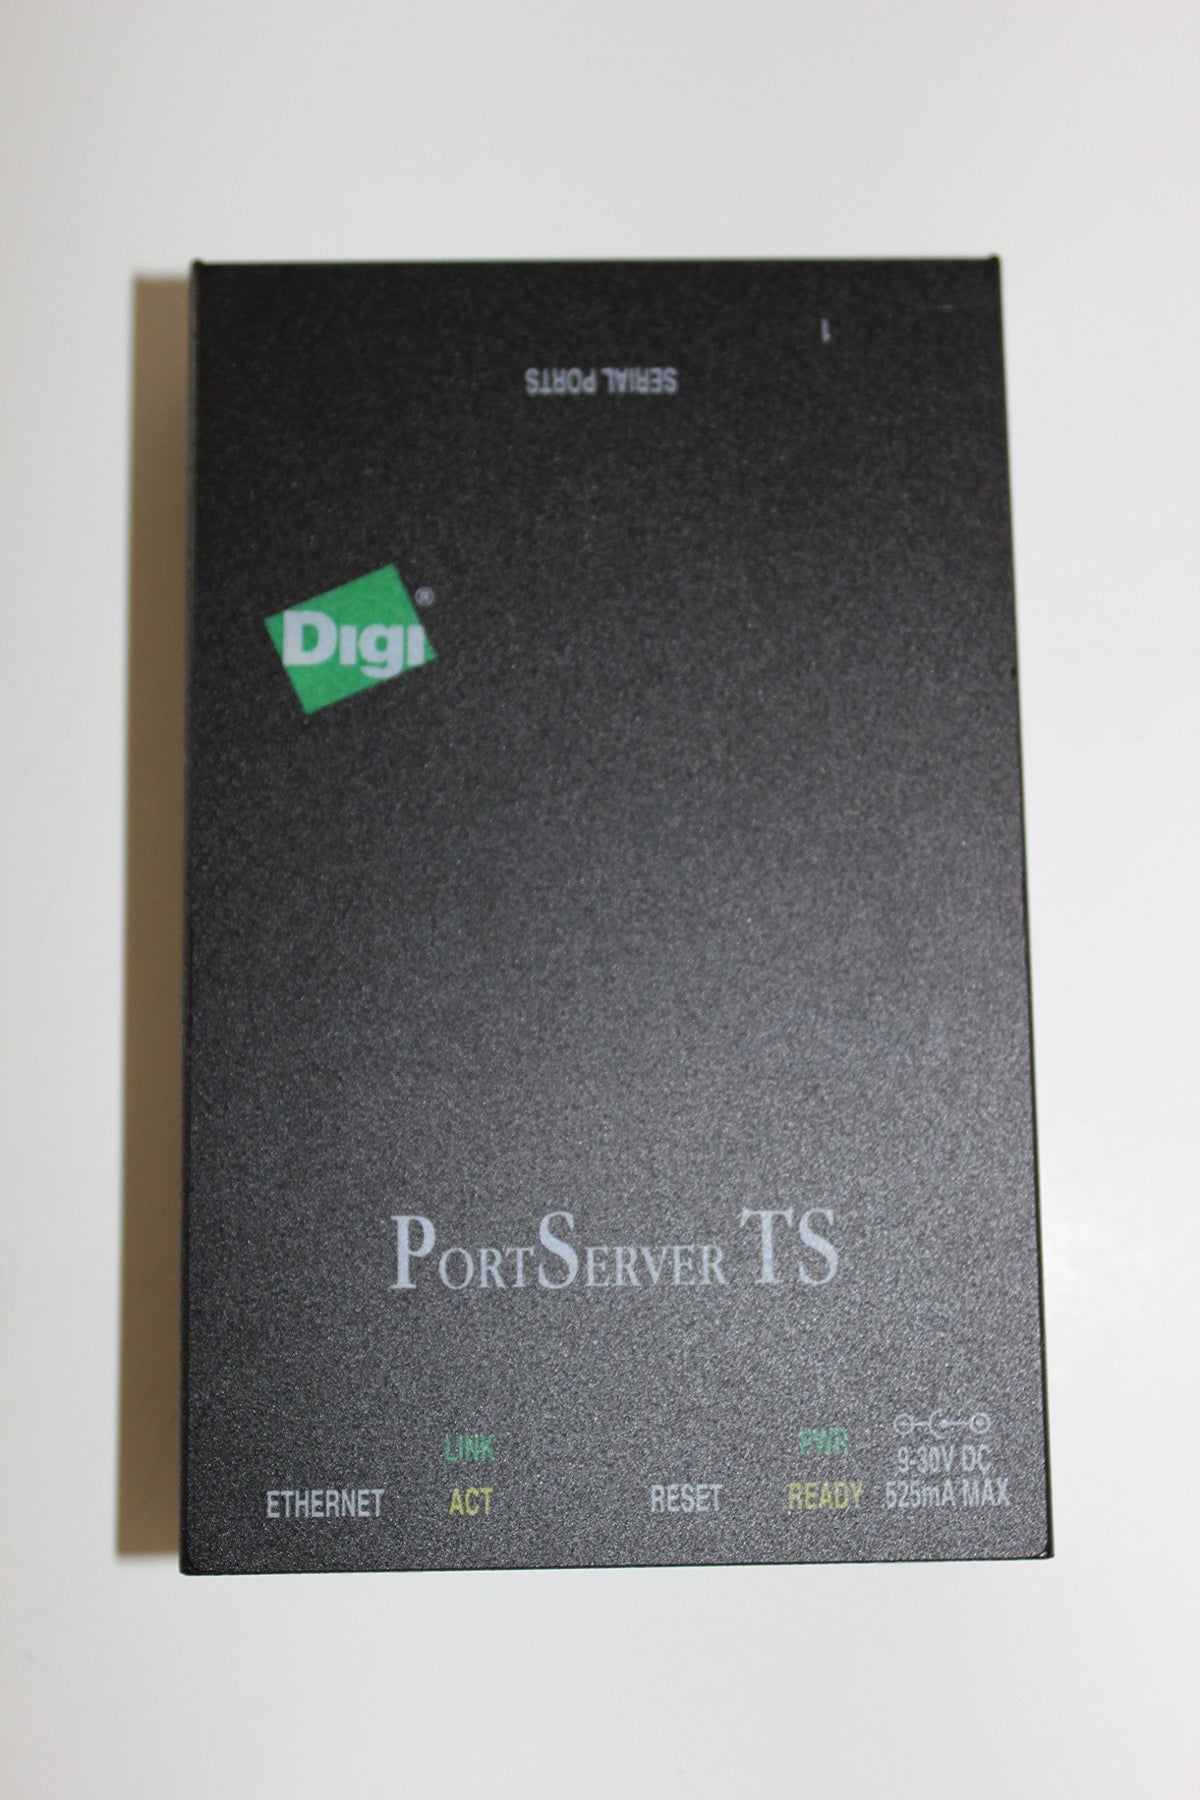 1
SERIAL PORTS
Digi®
PORTSERVER TS
LINK
PWR
9-30V DC
ETHERNET
ACT
RESET
READY
525mA MAX